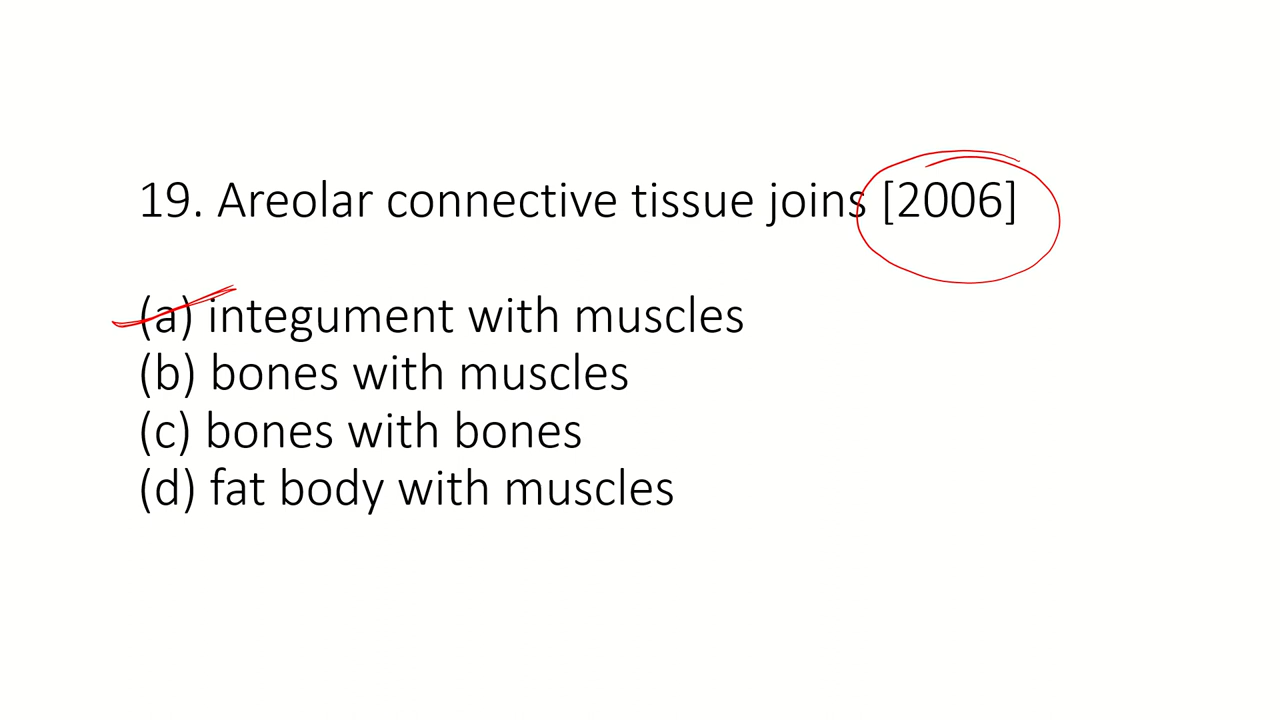 19. Areolar connective tissue joins [2006]
(a) integument with muscles
(b) bones with muscles
(c) bones with bones
(d) fat body with muscles